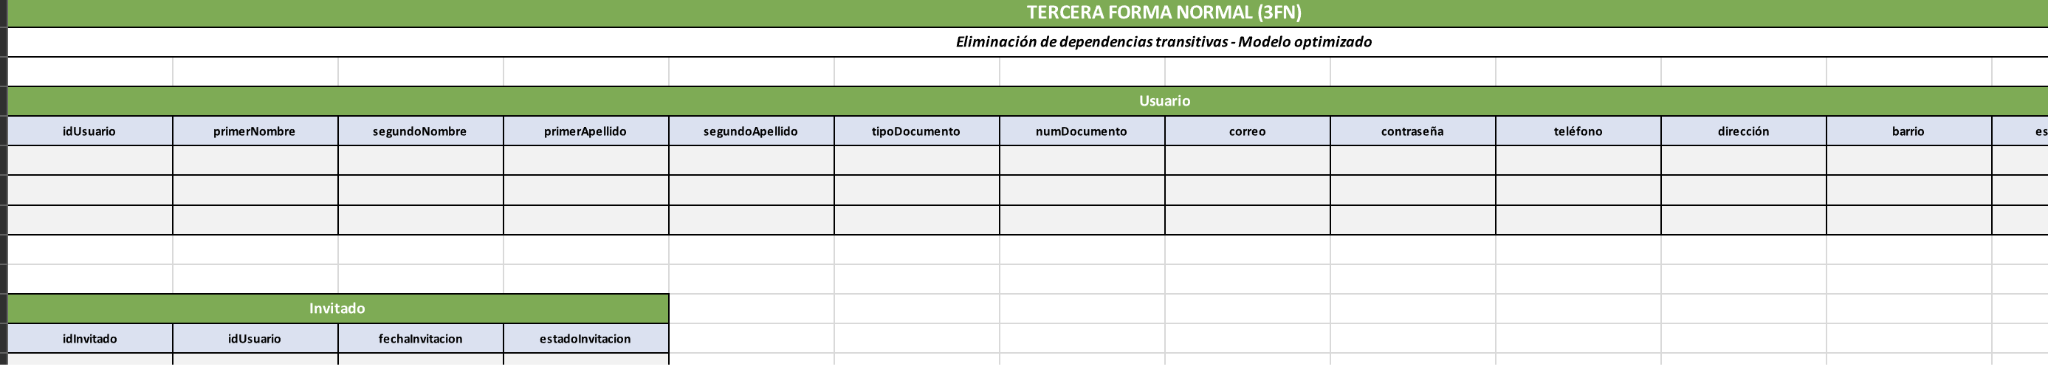 TERCERA FORMA NORMAL (3FN)
Eliminación de dependencias transitivas - Modelo optimizado
Usuario
idUsuario primerNombre segundoNombre primerApellido segundoApellido tipoDocumento numDocumento correo contraseña teléfono dirección barrio es
Invitado
idInvitado idUsuario fechaInvitacion estadoInvitacion